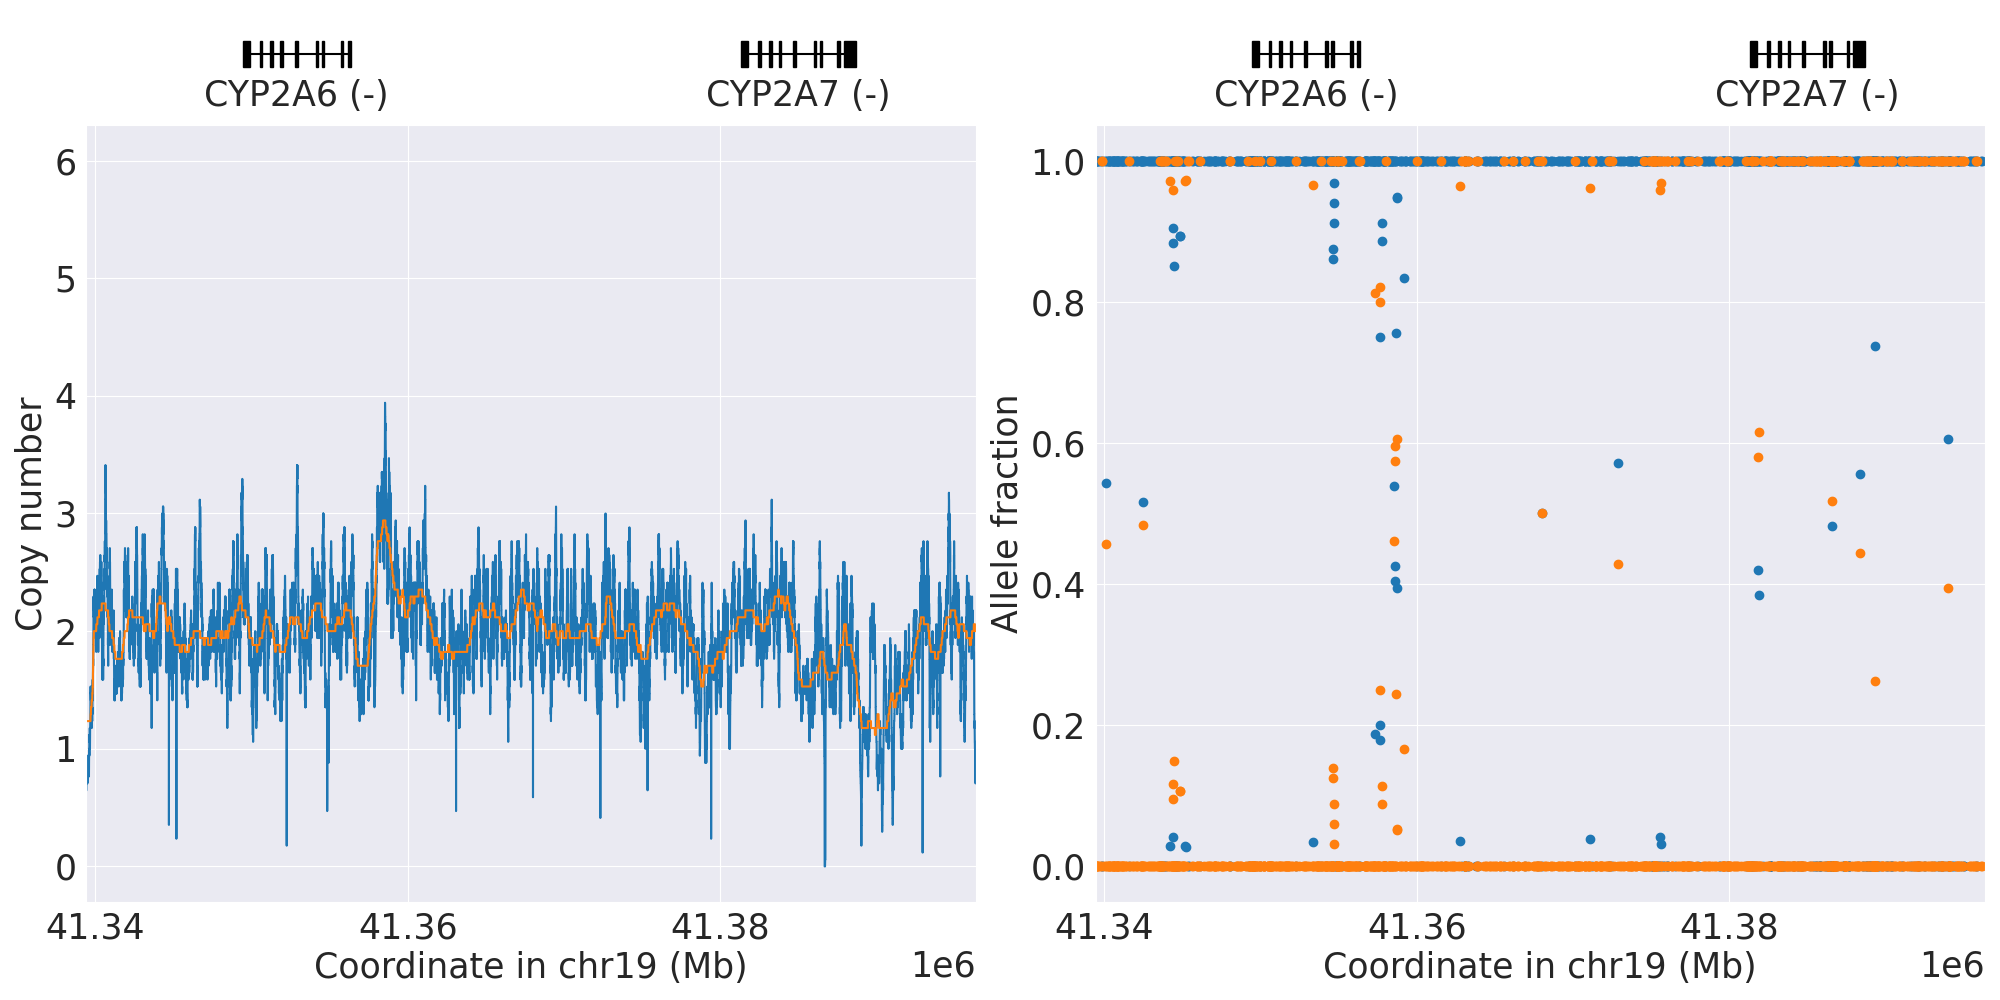 CYP2A6 (-)
CYP2A7 (-)
CYP2A6 (-)
CYP2A7 (-)
6
5
4
3
2
1
0
Copy number
41.34
41.36
41.38
Coordinate in chr19 (Mb)
1e6
1.0
0.8
0.6
0.4
0.2
0.0
Allele fraction
41.34
41.36
41.38
Coordinate in chr19 (Mb)
1e6